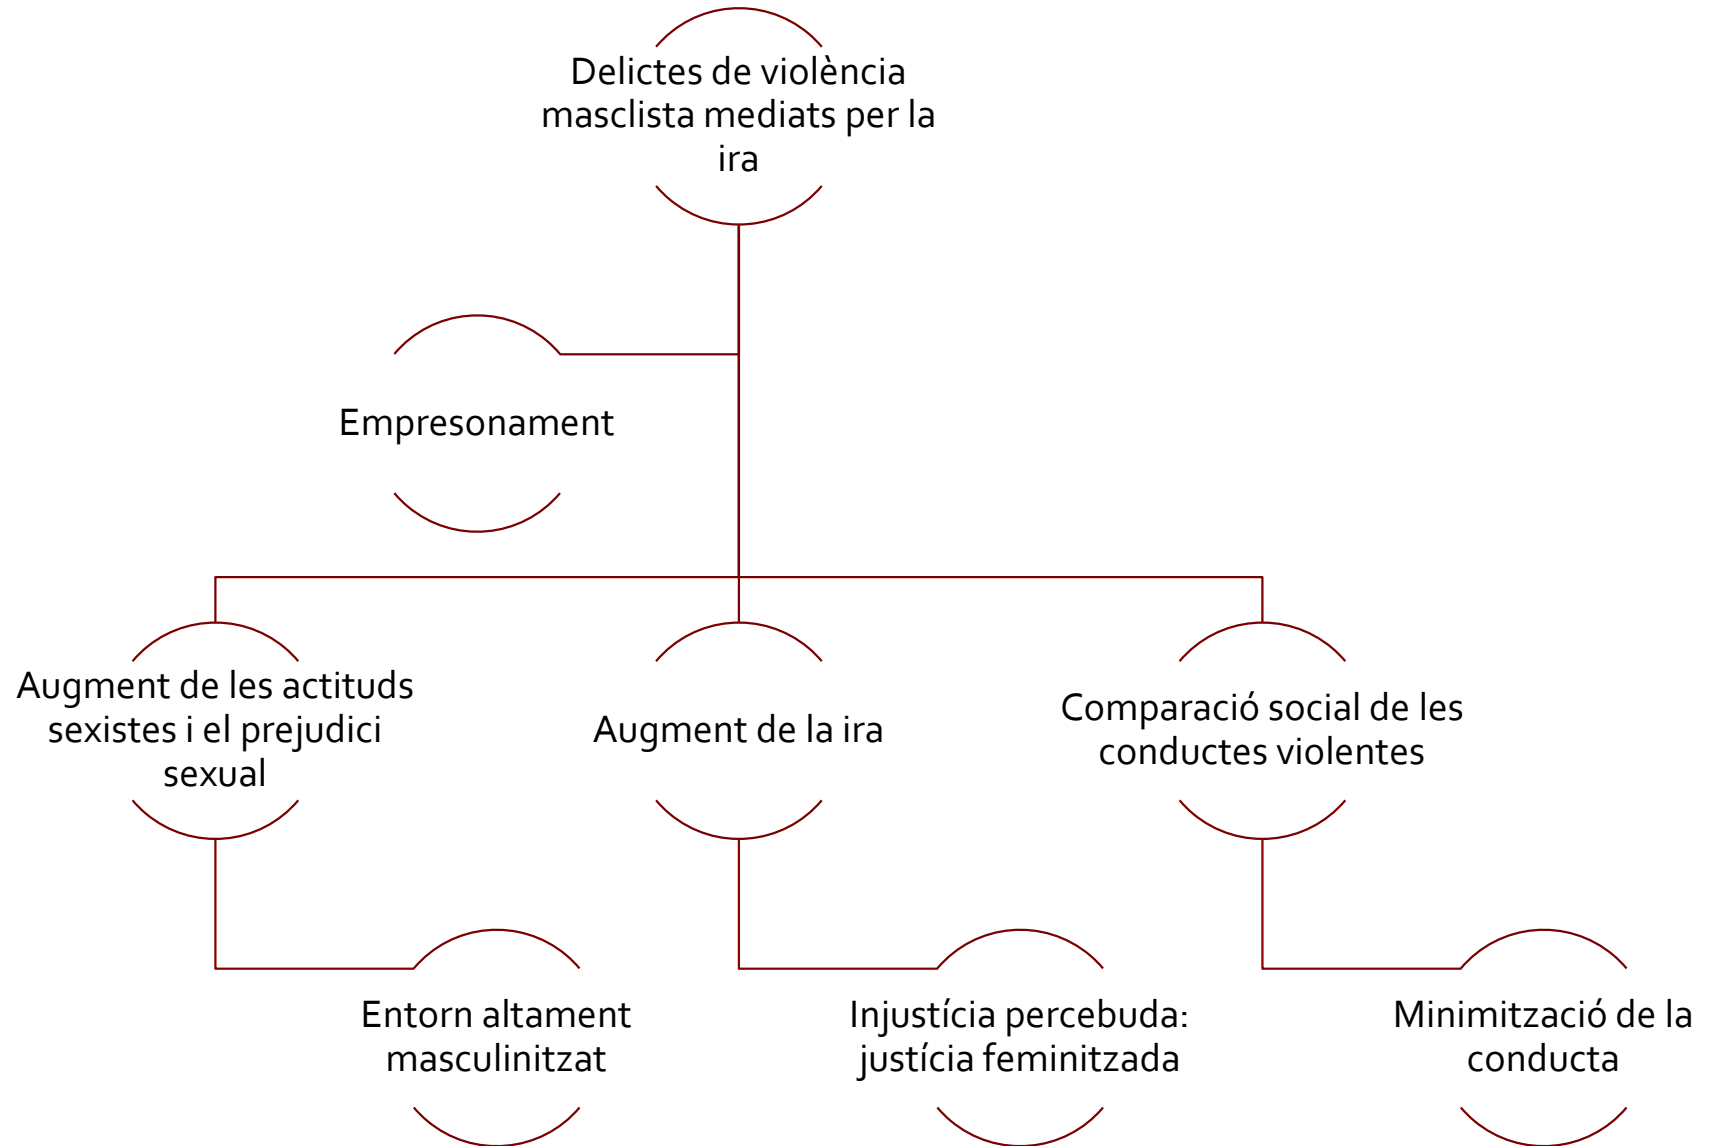 Delictes de violència
masclista mediats per la
ira
Empresonament
Augment de les actituds
sexistes i el prejudici
sexual
Augment de la ira
Comparació social de les
conductes violentes
Entorn altament
masculinitzat
Injustícia percebuda:
justícia feminitzada
Minimització de la
conducta